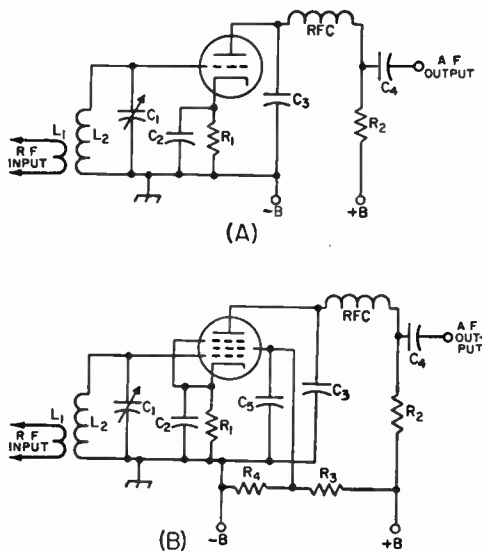 RFC
A F
OUTPUT
C4
C3
C1
C2
R1
R2
L1
L2
R F
INPUT
-B
+B
(A)
RFC
A F
OUT-
PUT
C4
C3
C5
C1
C2
R1
R2
L1
L2
R F
INPUT
R4
R3
-B
+B
(B)